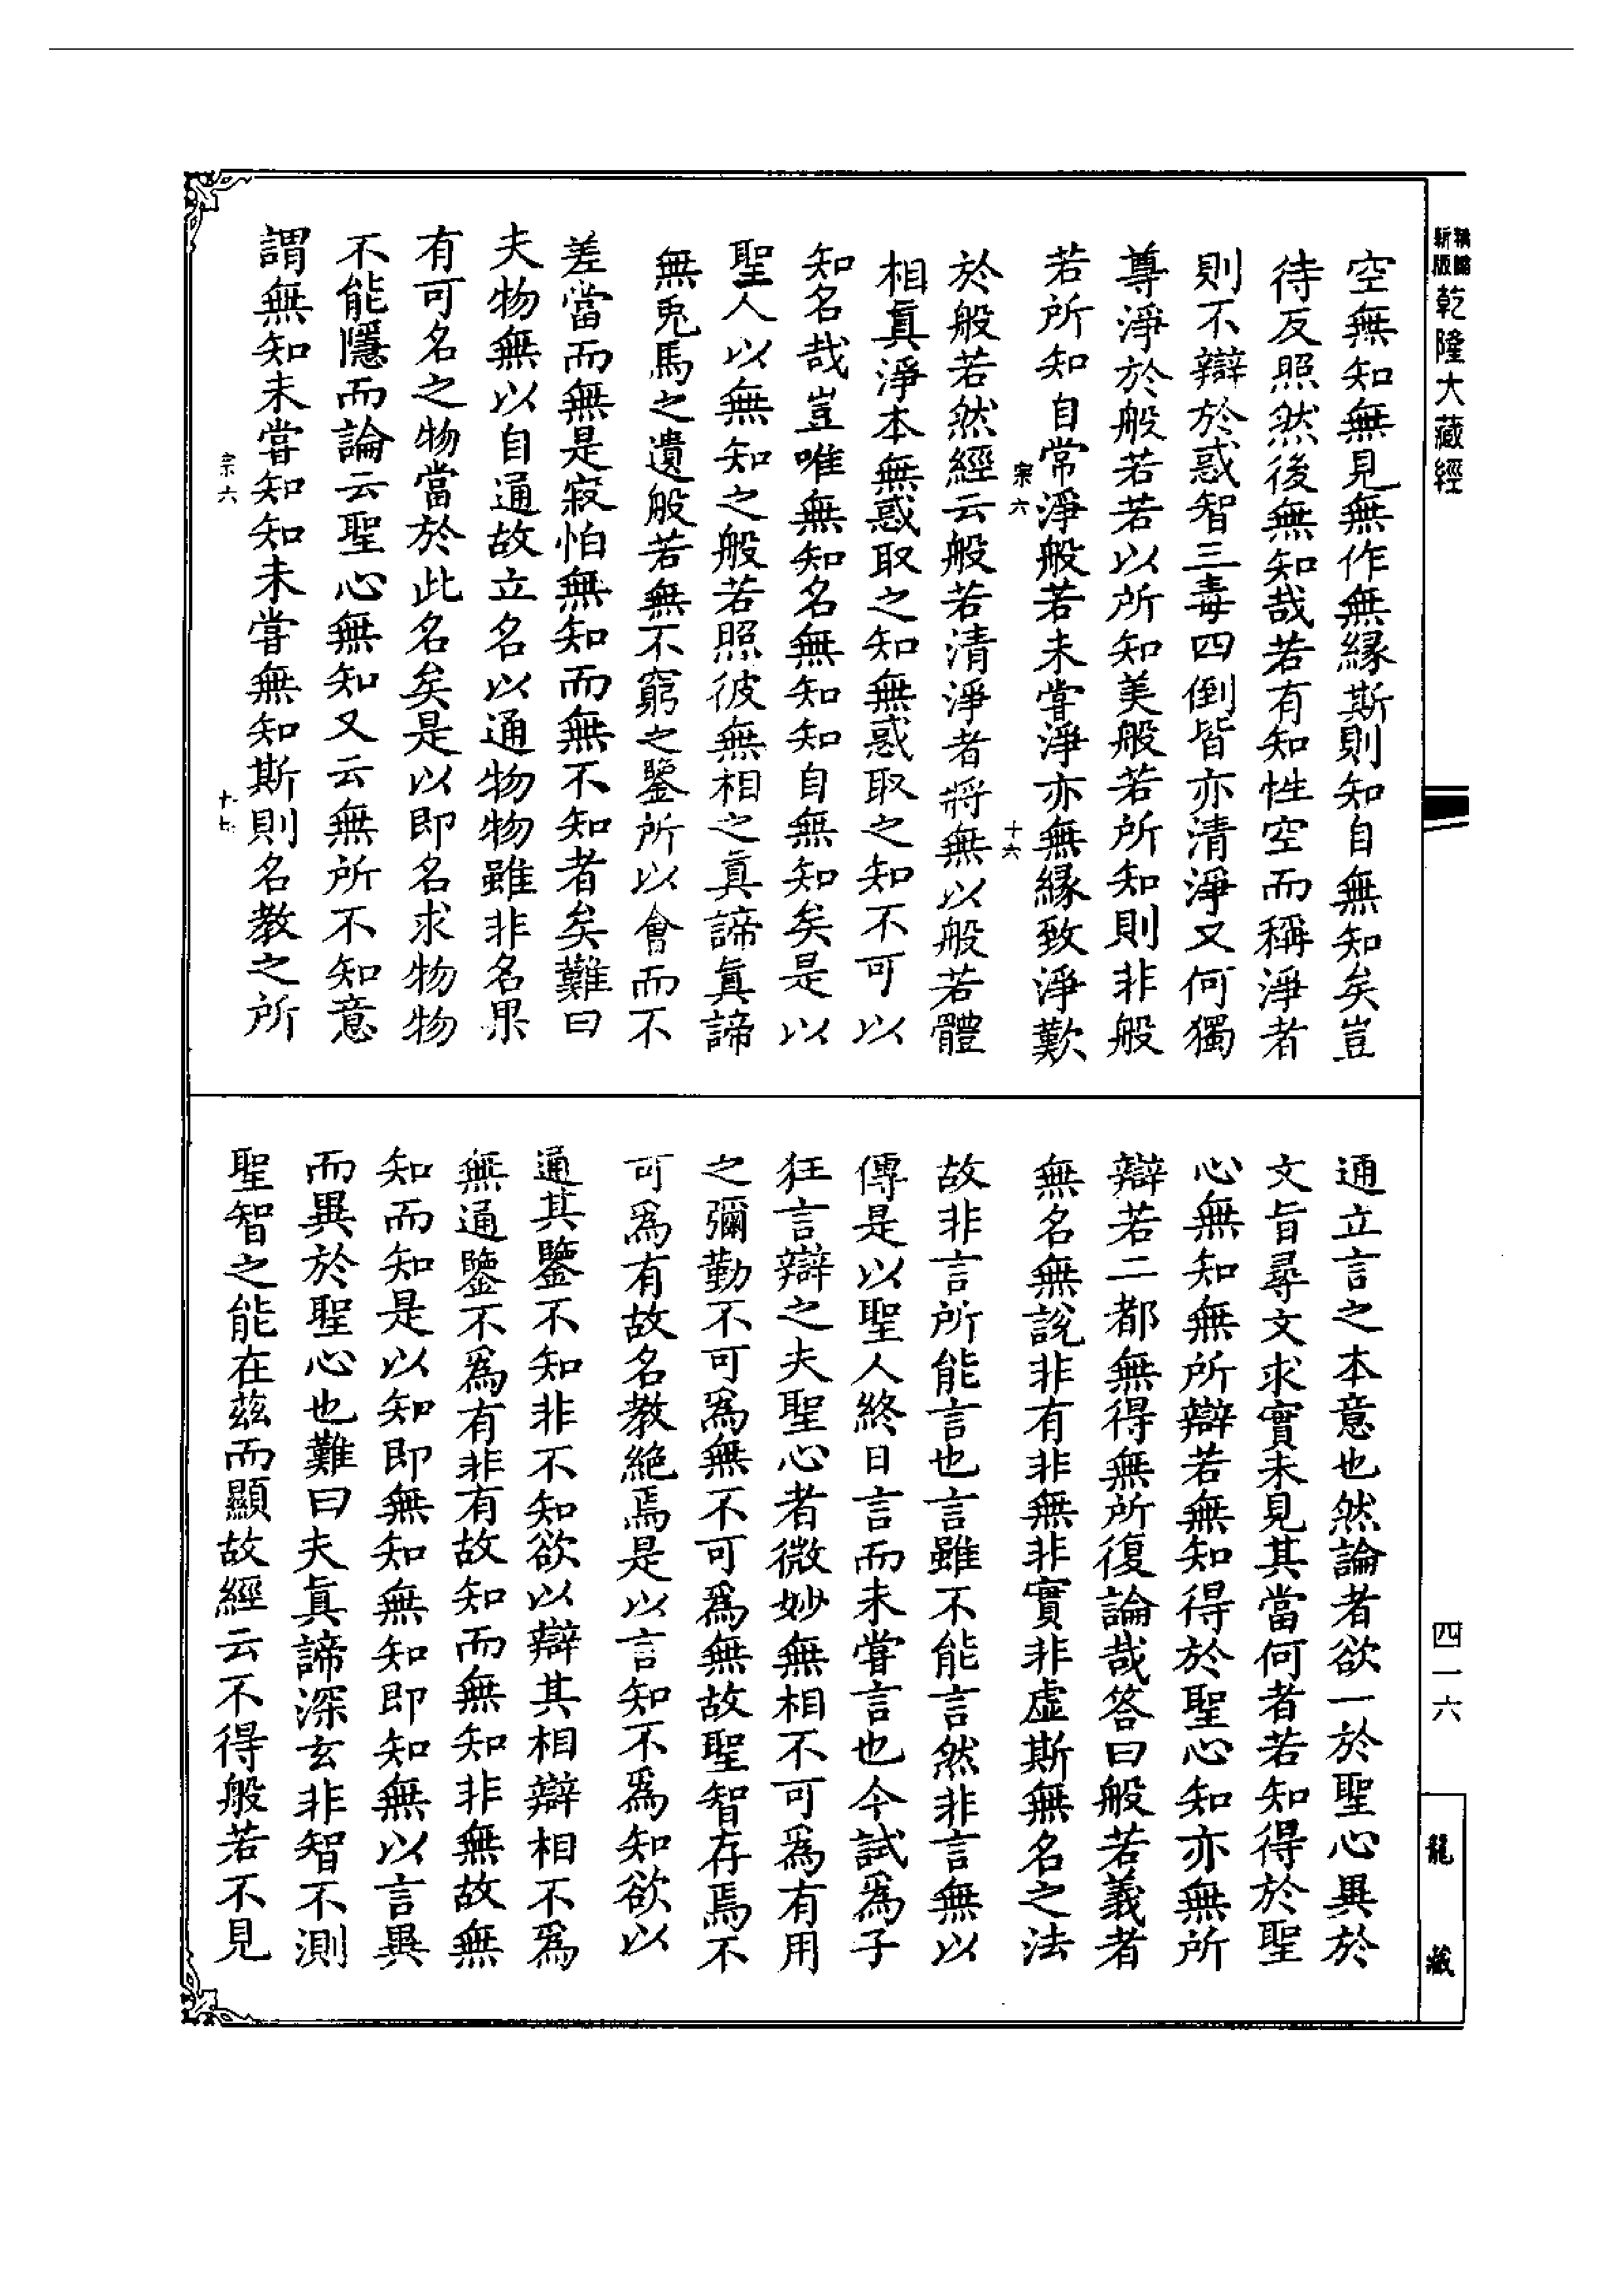 精縮新版乾隆大藏經
空無知無見無作無緣斯則知自無知矣豈
待反照然後無知哉若有知性空而稱淨者
則不辯於惑智三毒四倒皆亦清淨又何獨
尊淨於般若若以所知美般若所知則非般
若所知自常淨般若未嘗淨亦無緣致淨歎
宗六
十六
於般若然經云般若清淨者將無以般若體
相眞淨本無惑取之知無惑取之知不可以
知名哉豈唯無知名無知知自無知矣是以
聖人以無知之般若照彼無相之眞諦眞諦
無兎馬之遺般若無不窮之鑒所以會而不
差當而無是寂怕無知而無不知者矣難曰
夫物無以自通故立名以通物物雖非名果
有可名之物當於此名矣是以即名求物物
不能隱而論云聖心無知又云無所不知意
謂無知未嘗知知未嘗無知斯則名教之所
宗六
十七
通立言之本意也然論者欲一於聖心異於
文旨尋文求實未見其當何者若知得於聖
心無知無所辯若無知得於聖心知亦無所
辯若二都無得無所復論哉答曰般若義者
無名無說非有非無非實非虛斯無名之法
故非言所能言也言雖不能言然非言無以
傳是以聖人終日言而未嘗言也今試爲子
狂言辯之夫聖心者微妙無相不可爲有用
之彌勤不可爲無不可爲無故聖智存焉不
可爲有故名教絶焉是以言知不爲知欲以
通其鑒不知非不知欲以辯其相辯相不爲
無通鑒不爲有非有故知而無知非無故無
知而知是以知即無知無知即知無以言異
而異於聖心也難曰夫眞諦深玄非智不測
聖智之能在茲而顯故經云不得般若不見
四一六
龍藏